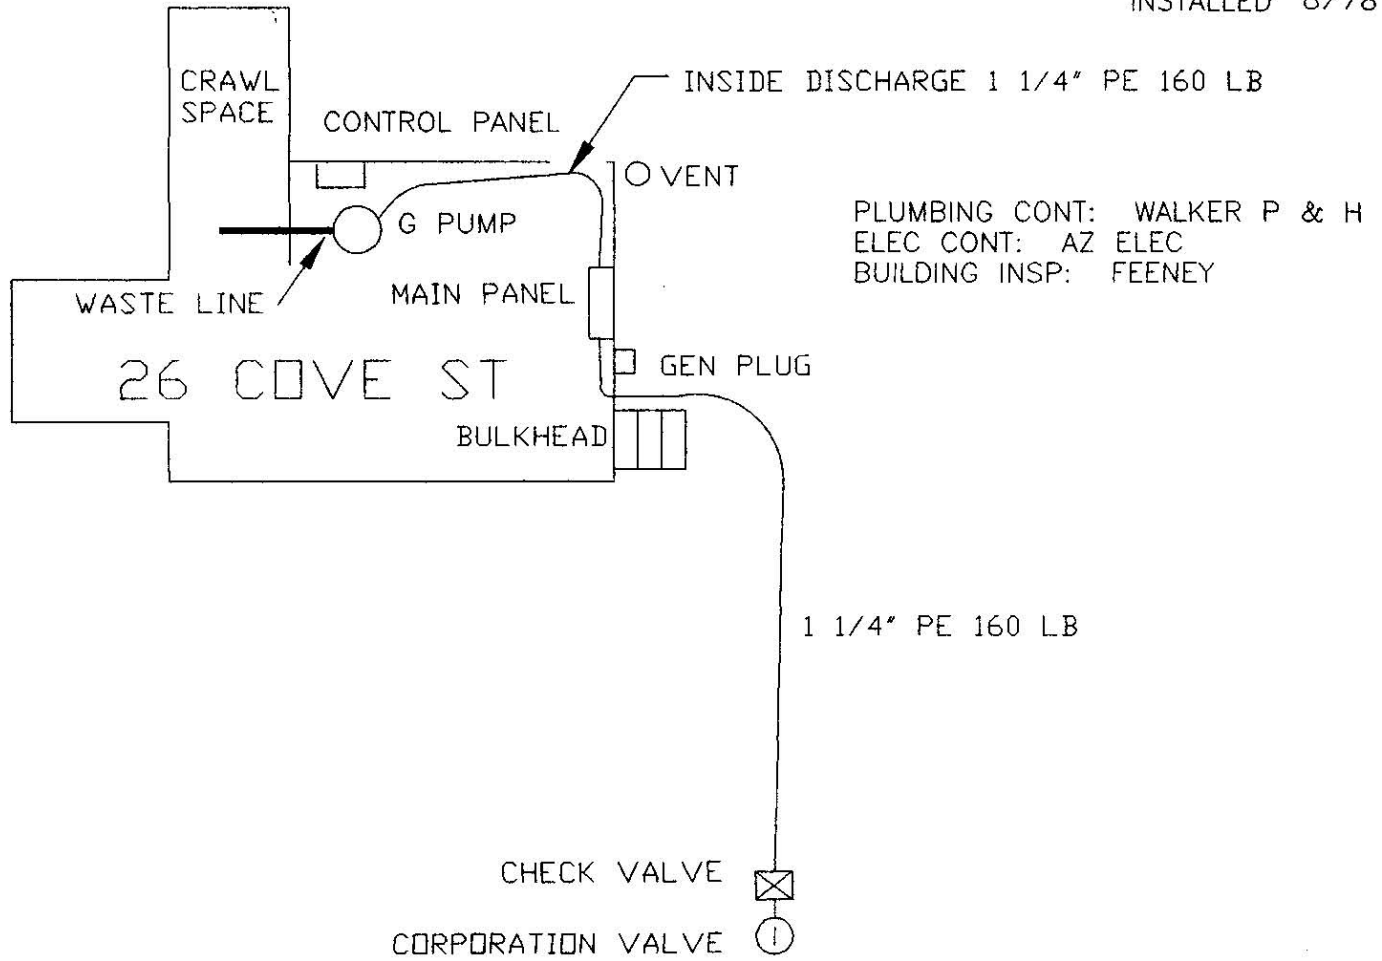 INSTALLED 8/78
CRAWL
SPACE
INSIDE DISCHARGE 1 1/4" PE 160 LB
CONTROL PANEL
VENT
G PUMP
PLUMBING CONT: WALKER P & H
ELEC CONT: AZ ELEC
BUILDING INSP: FEENEY
WASTE LINE
MAIN PANEL
26 COVE ST
GEN PLUG
BULKHEAD
1 1/4" PE 160 LB
CHECK VALVE
CORPORATION VALVE